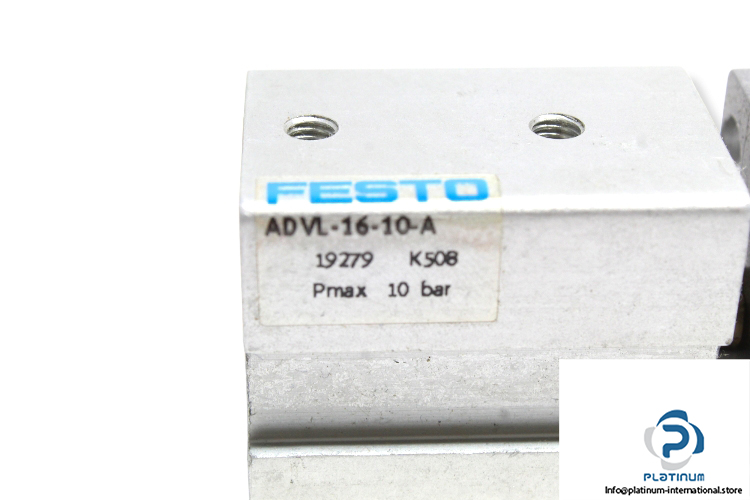 FESTO
ADVL-16-10-A
19279 K508
Pmax 10 bar
PLATINUM
Info@platinum-international.store